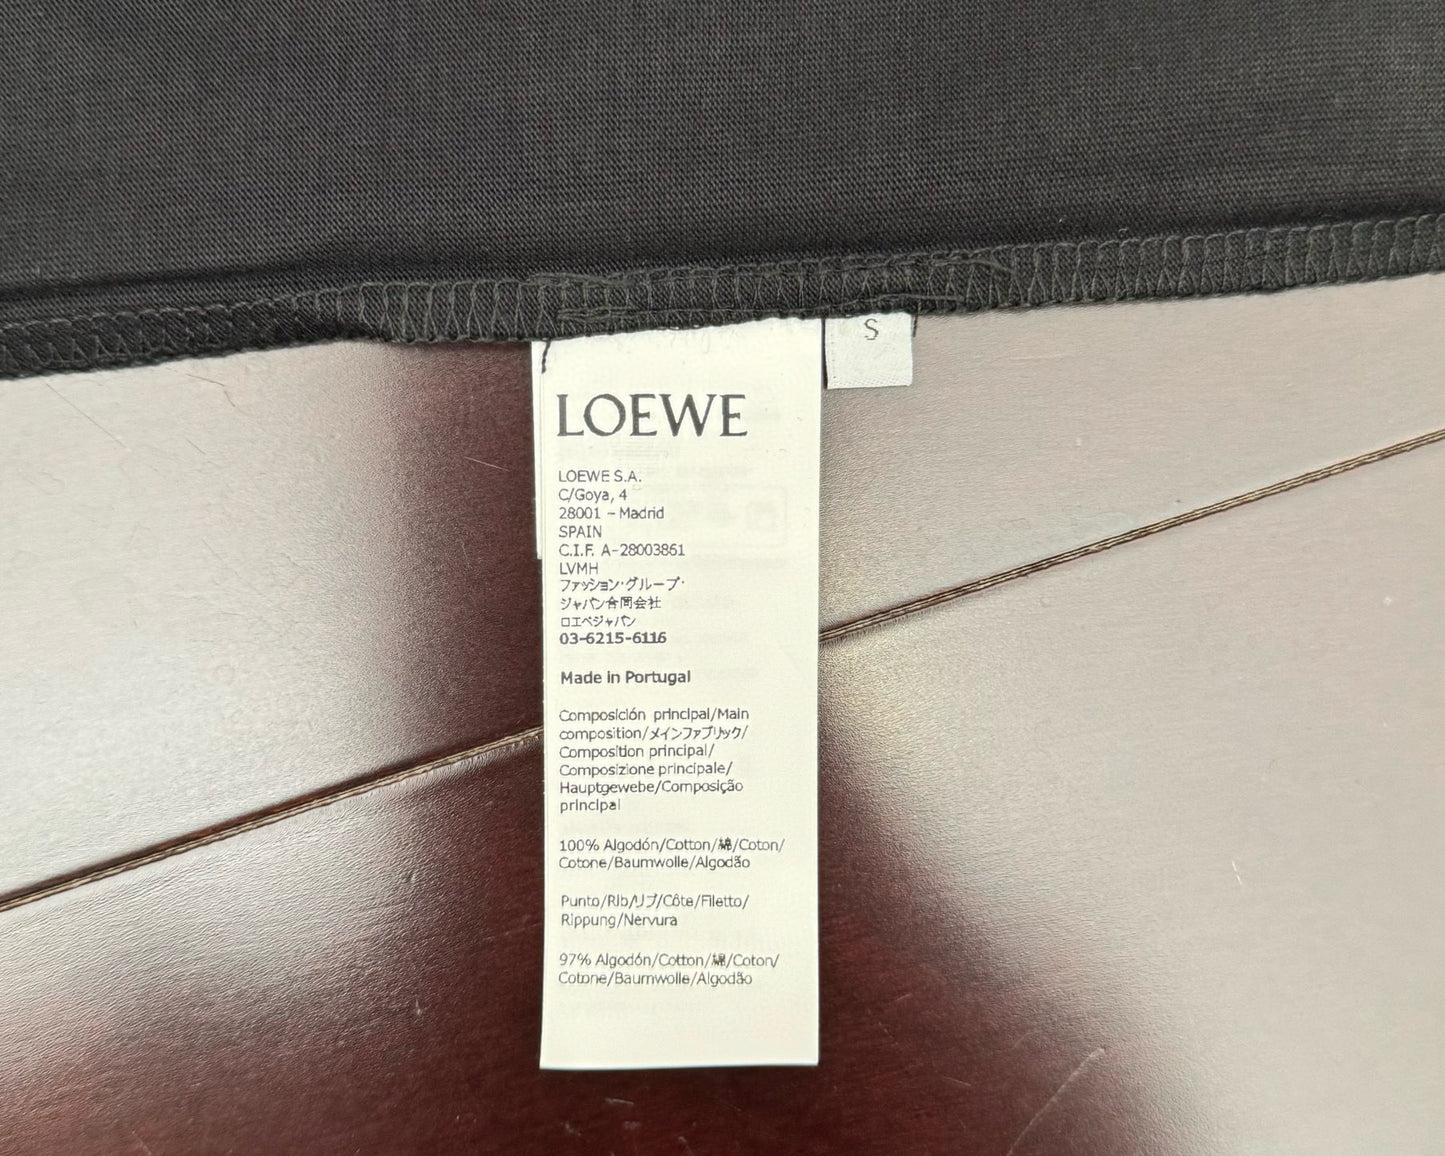 S
LOEWE
LOEWE S.A.
C/Goya, 4
28001 - Madrid
SPAIN
C.I.F. A-28003861
LVMH
ファッション・グループ・
ジャパン合同会社
ロエベジャパン
03-6215-6116
Made in Portugal
Composición principal/Main
composition/メインファブリック/
Composition principal/
Composizione principale/
Hauptgewebe/Composição
principal
100% Algodón/Cotton/綿/Coton/
Cotone/Baumwolle/Algodão
Punto/Rib/リブ/Côte/Filetto/
Rippung/Nervura
97% Algodón/Cotton/綿/Coton/
Cotone/Baumwolle/Algodão